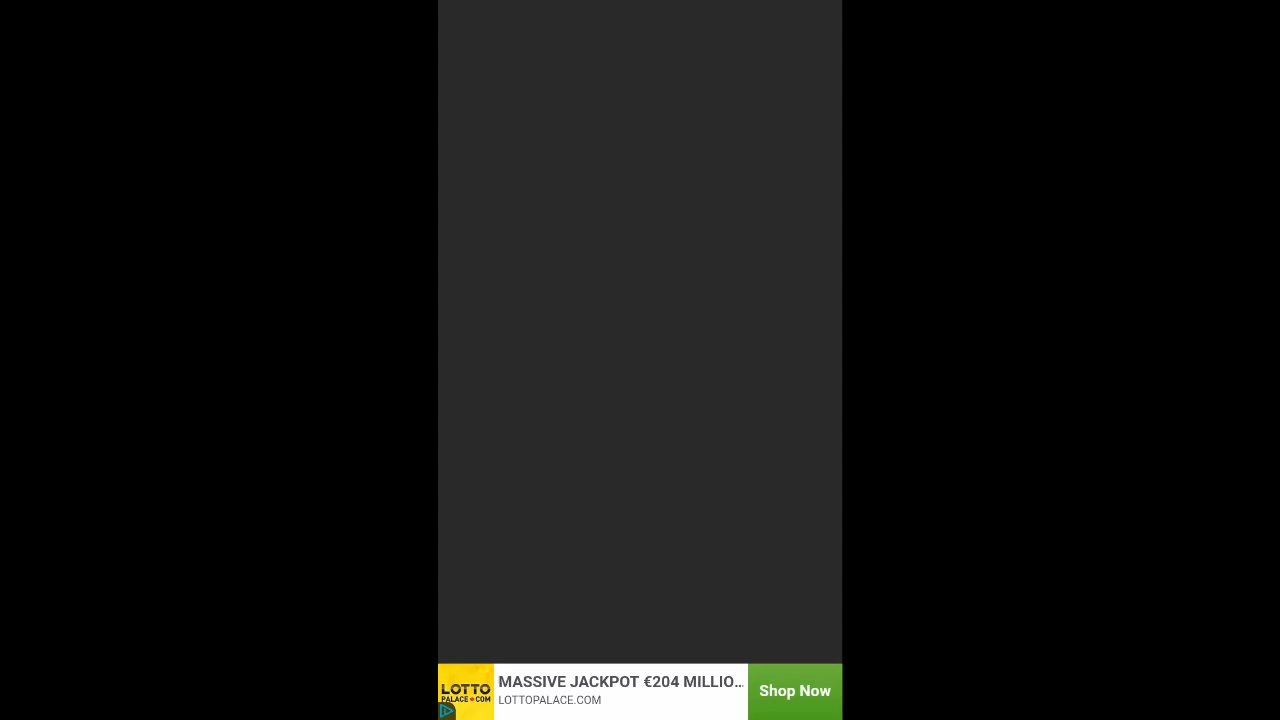 LOTTO
PALACE★COM
MASSIVE JACKPOT €204 MILLIO...
LOTTOPALACE.COM
Shop Now